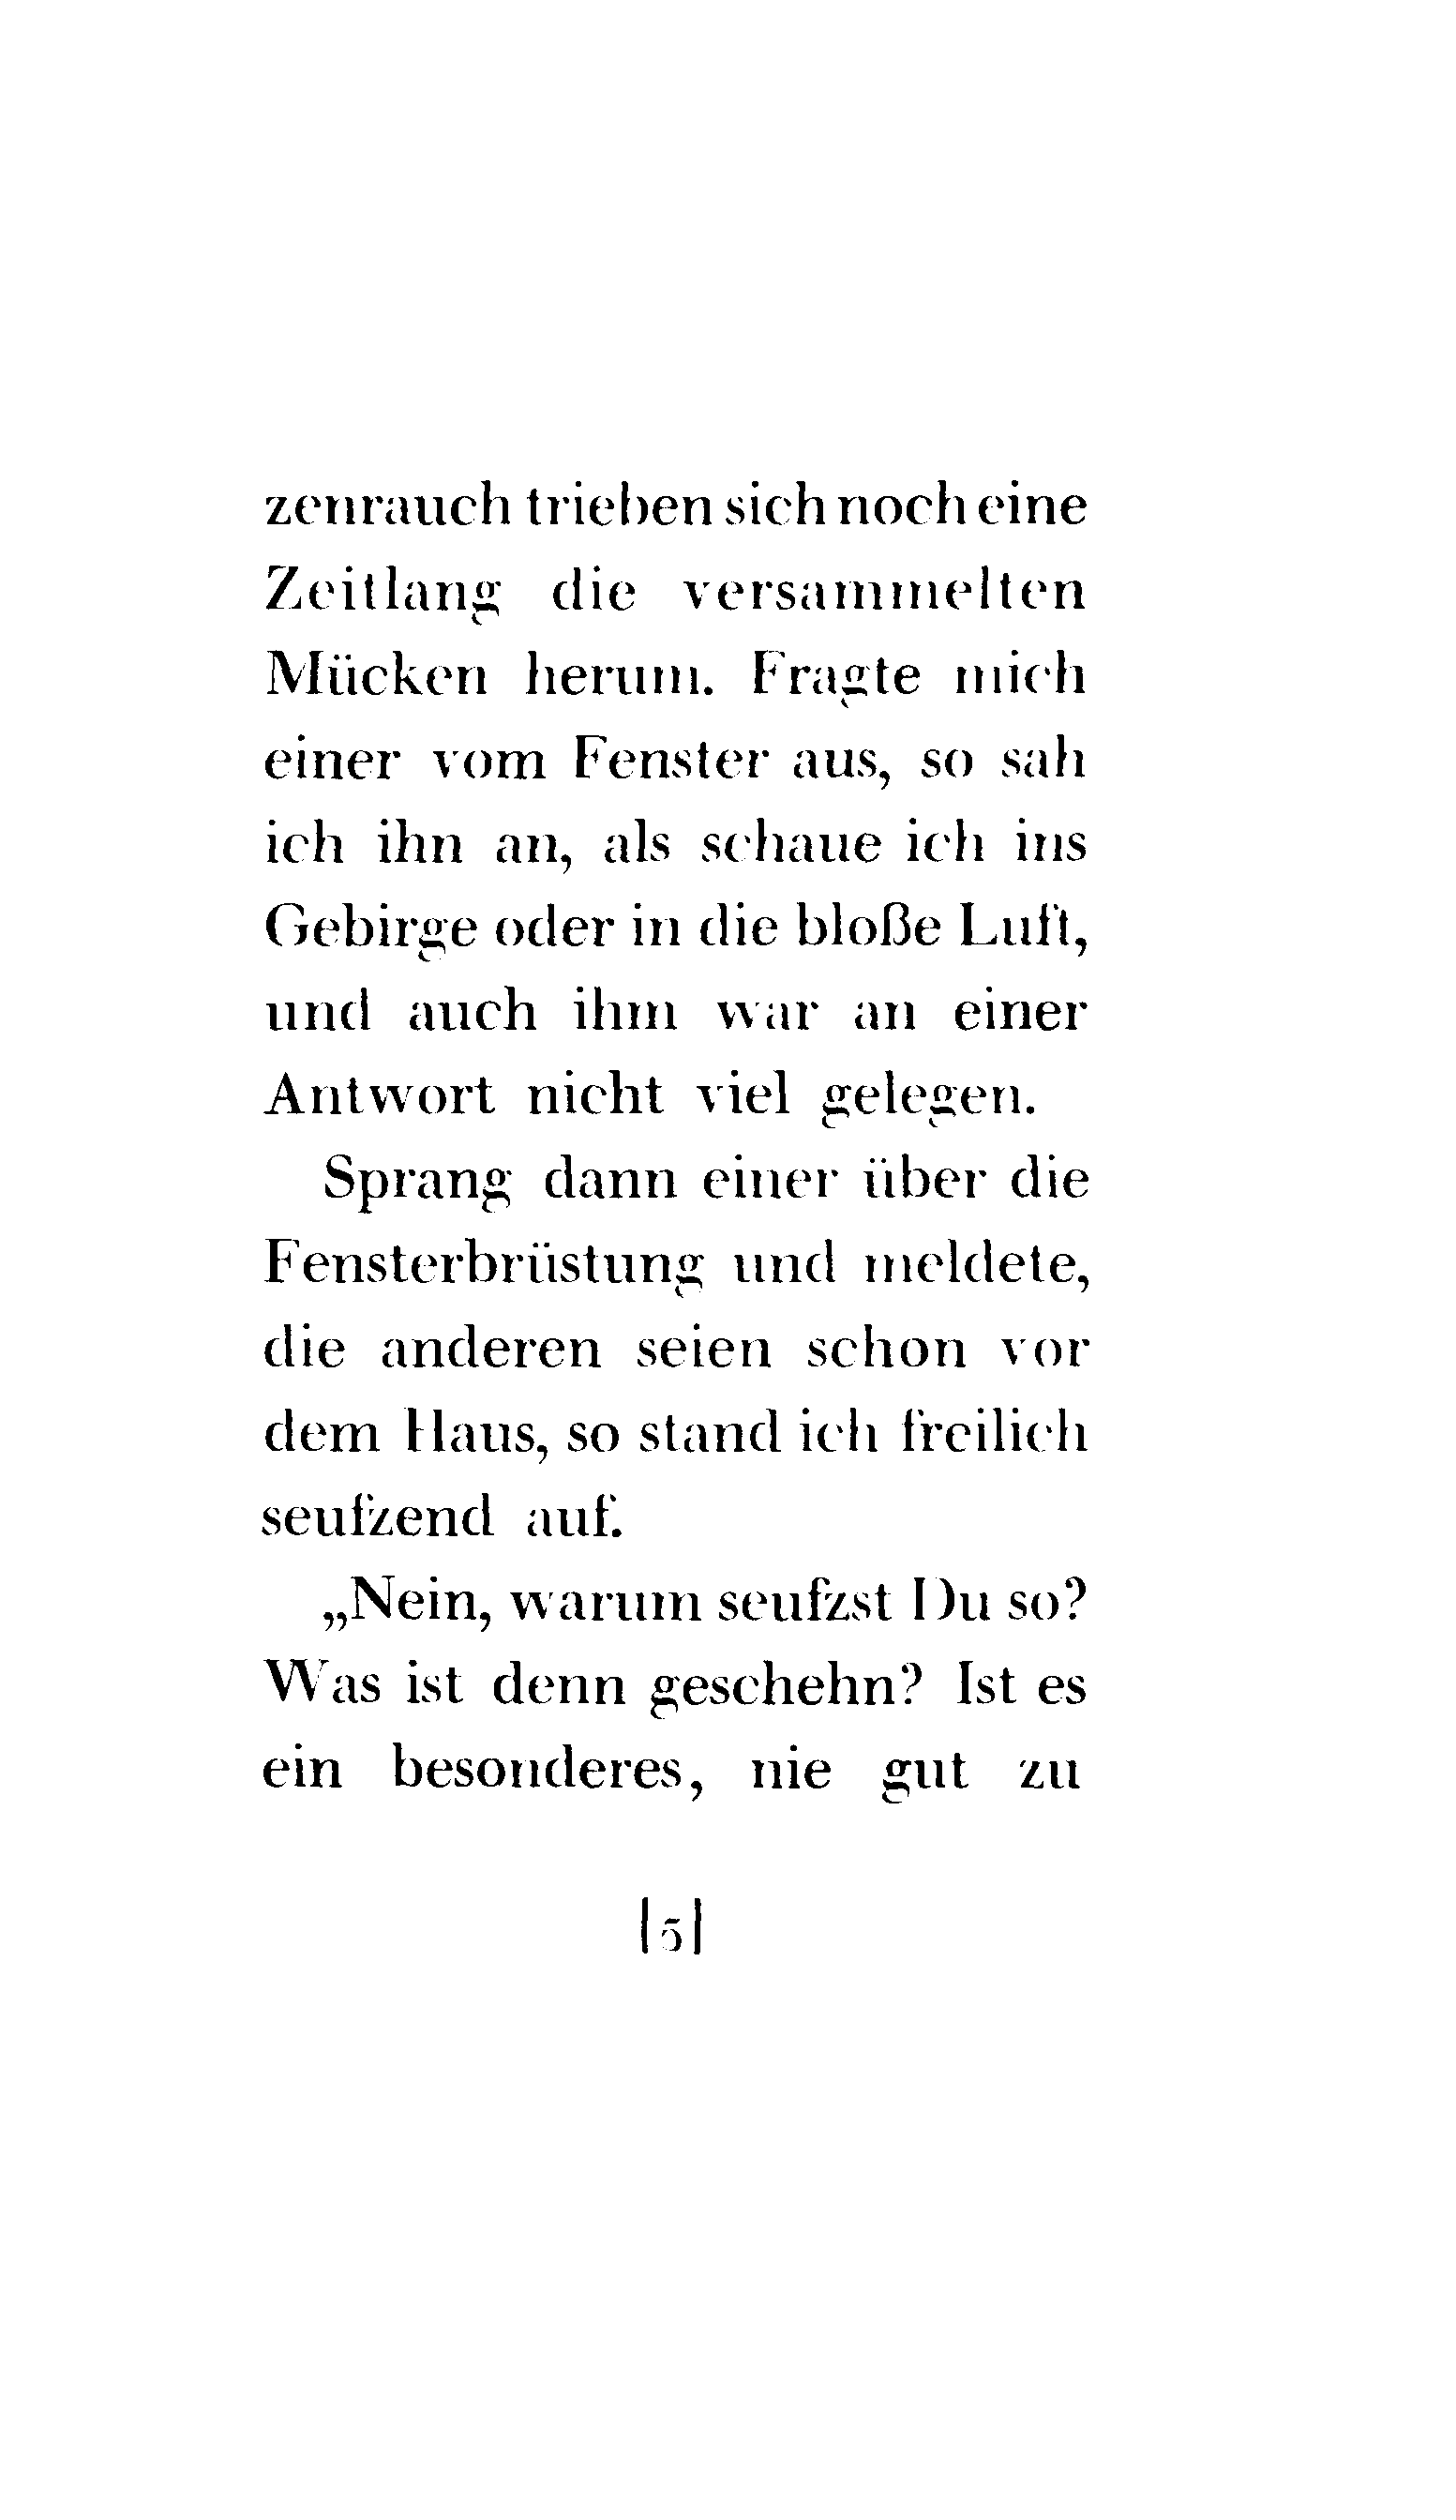 zenrauch trieben sich noch eine
Zeitlang die versammelten
Mücken herum. Fragte mich
einer vom Fenster aus, so sah
ich ihn an, als schaue ich ins
Gebirge oder in die bloße Luft,
und auch ihm war an einer
Antwort nicht viel gelegen.
Sprang dann einer über die
Fensterbrüstung und meldete,
die anderen seien schon vor
dem Haus, so stand ich freilich
seufzend auf.
„Nein, warum seufzst Du so?
Was ist denn geschehn? Ist es
ein besonderes, nie gut zu
|5|